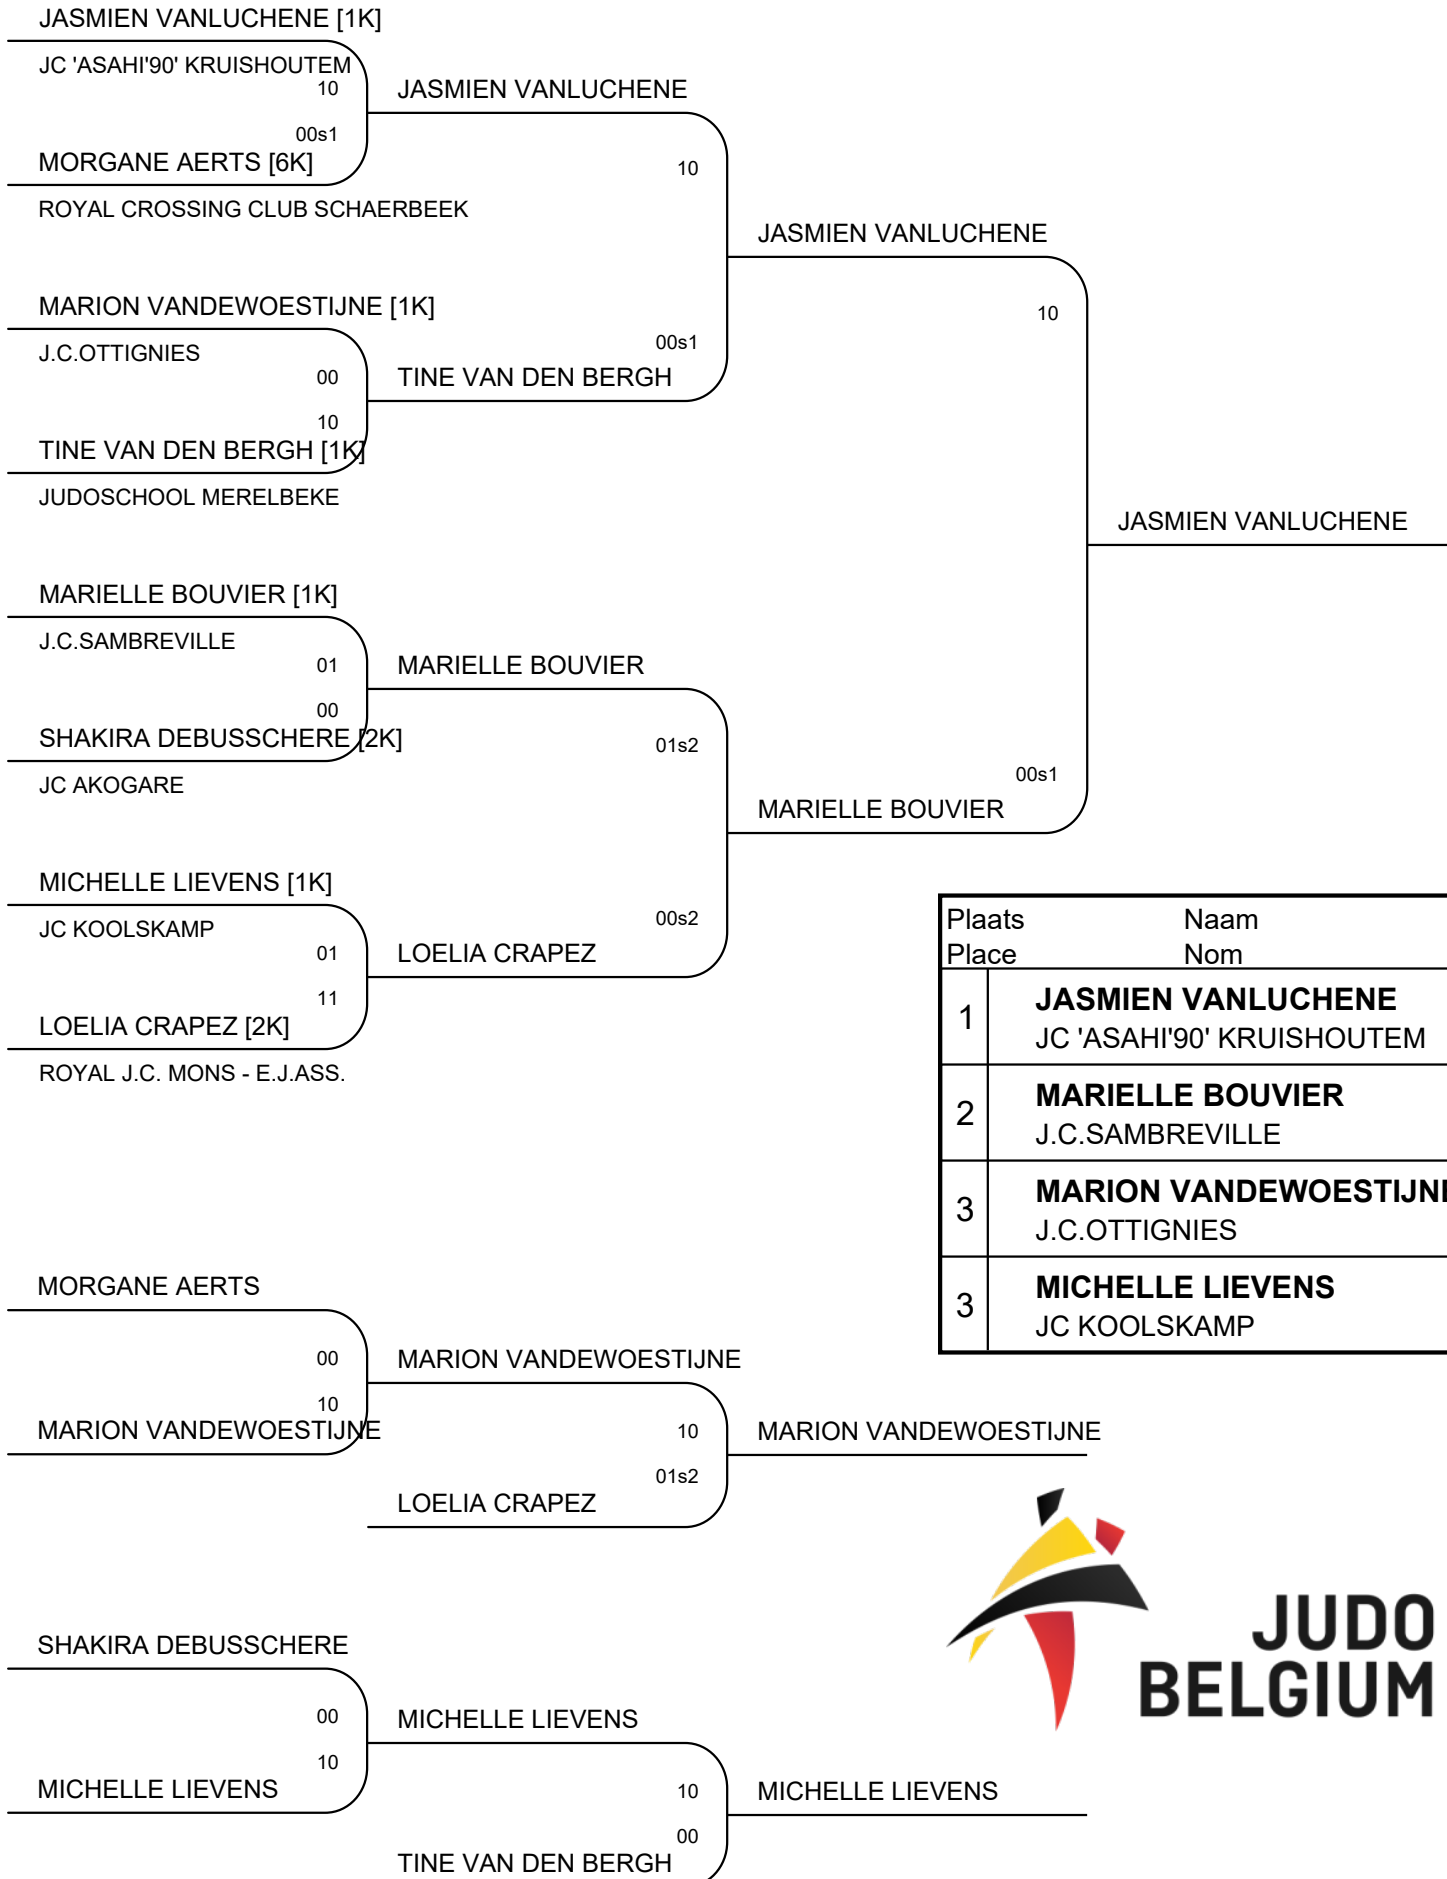 JASMIEN VANLUCHENE [1K]
JC 'ASAHI'90' KRUISHOUTEM
10
JASMIEN VANLUCHENE
00s1
MORGANE AERTS [6K]
10
ROYAL CROSSING CLUB SCHAERBEEK
JASMIEN VANLUCHENE
MARION VANDEWOESTIJNE [1K]
10
J.C.OTTIGNIES
00s1
00
TINE VAN DEN BERGH
10
TINE VAN DEN BERGH [1K]
JUDOSCHOOL MERELBEKE
JASMIEN VANLUCHENE
MARIELLE BOUVIER [1K]
J.C.SAMBREVILLE
01
MARIELLE BOUVIER
00
SHAKIRA DEBUSSCHERE [2K]
01s2
JC AKOGARE
00s1
MARIELLE BOUVIER
MICHELLE LIEVENS [1K]
JC KOOLSKAMP
00s2
01
LOELIA CRAPEZ
11
LOELIA CRAPEZ [2K]
ROYAL J.C. MONS - E.J.ASS.
Plaats Naam
Place Nom
1 JASMIEN VANLUCHENE
JC 'ASAHI'90' KRUISHOUTEM
2 MARIELLE BOUVIER
J.C.SAMBREVILLE
3 MARION VANDEWOESTIJNE
J.C.OTTIGNIES
3 MICHELLE LIEVENS
JC KOOLSKAMP
MORGANE AERTS
00
MARION VANDEWOESTIJNE
10
MARION VANDEWOESTIJNE
10
MARION VANDEWOESTIJNE
01s2
LOELIA CRAPEZ
SHAKIRA DEBUSSCHERE
00
MICHELLE LIEVENS
10
MICHELLE LIEVENS
10
MICHELLE LIEVENS
00
TINE VAN DEN BERGH
JUDO
BELGIUM